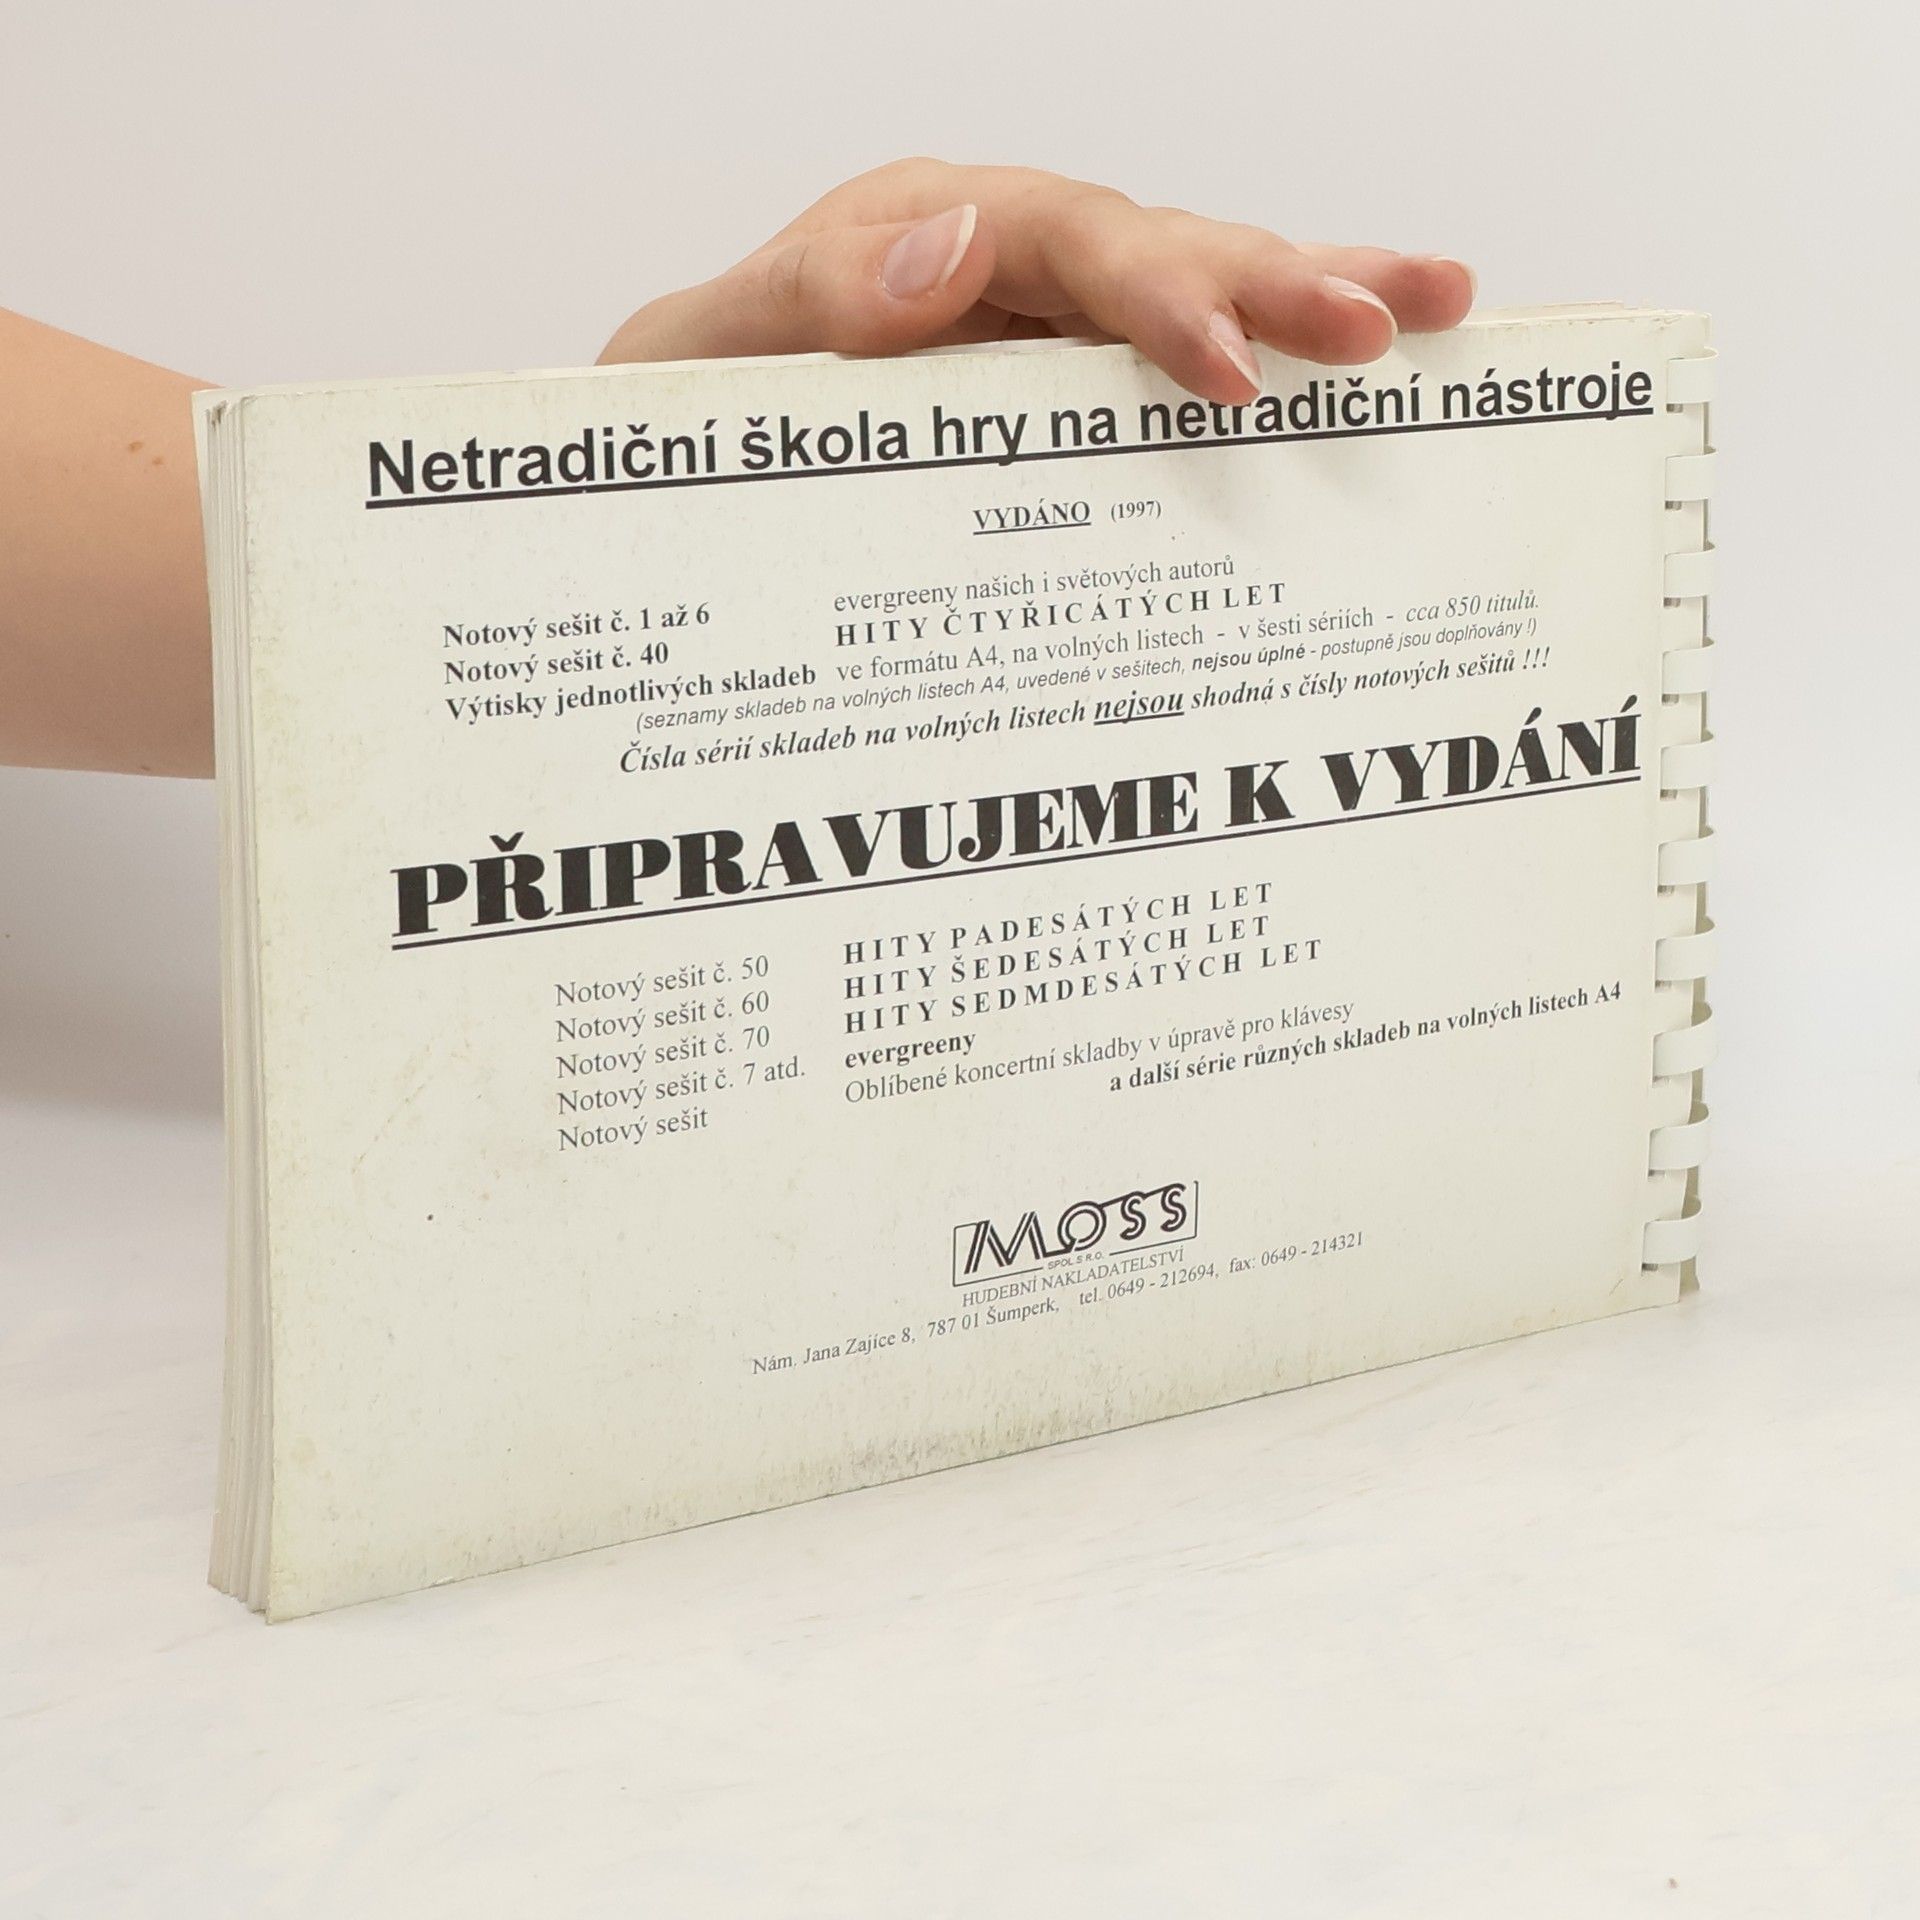 Netradiční škola hry na netradiční nástroje
VYDÁNO (1997)
Notový sešit č. 1 až 6 evergreeny našich i světových autorů
Notový sešit č. 40 HITY ČTYŘICÁTÝCH LET
Výtisky jednotlivých skladeb ve formátu A4, na volných listech - v šesti sériích - cca 850 titulů.
(seznamy skladeb na volných listech A4, uvedené v sešitech, nejsou úplné - postupně jsou doplňovány !)
Čísla sérií skladeb na volných listech nejsou shodná s čísly notových sešitů !!!
PŘIPRAVUJEME K VYDÁNÍ
Notový sešit č. 50 HITY PADESÁTÝCH LET
Notový sešit č. 60 HITY ŠEDESÁTÝCH LET
Notový sešit č. 70 HITY SEDMDESÁTÝCH LET
Notový sešit č. 7 atd. evergreeny
Notový sešit Oblíbené koncertní skladby v úpravě pro klávesy
a další série různých skladeb na volných listech A4
MOSS
SPOL S R.O.
HUDEBNÍ NAKLADATELSTVÍ
Nám. Jana Zajíce 8, 787 01 Šumperk, tel. 0649 - 212694, fax: 0649 - 214321